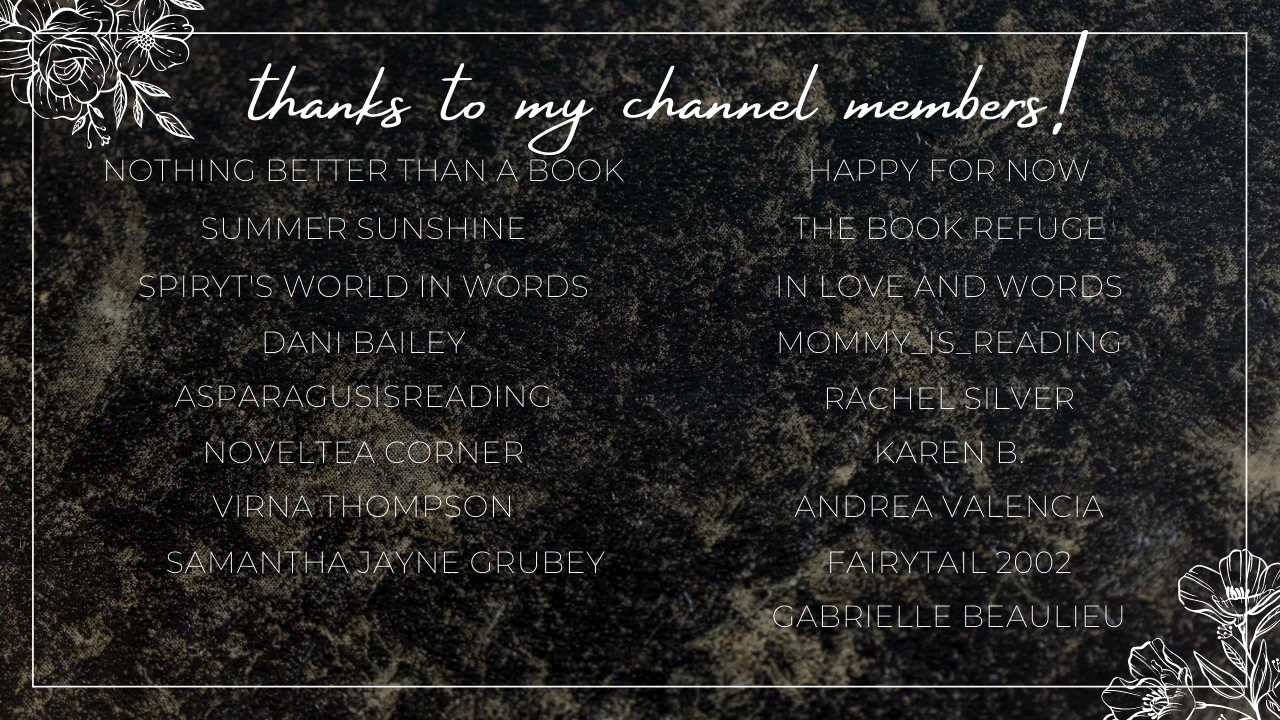 thanks to my channel members!
NOTHING BETTER THAN A BOOK
SUMMER SUNSHINE
SPIRYT'S WORLD IN WORDS
DANI BAILEY
ASPARAGUSISREADING
NOVELTEA CORNER
VIRNA THOMPSON
SAMANTHA JAYNE GRUBEY
HAPPY FOR NOW
THE BOOK REFUGE
IN LOVE AND WORDS
MOMMY_IS_READING
RACHEL SILVER
KAREN B.
ANDREA VALENCIA
FAIRYTAIL 2002
GABRIELLE BEAULIEU